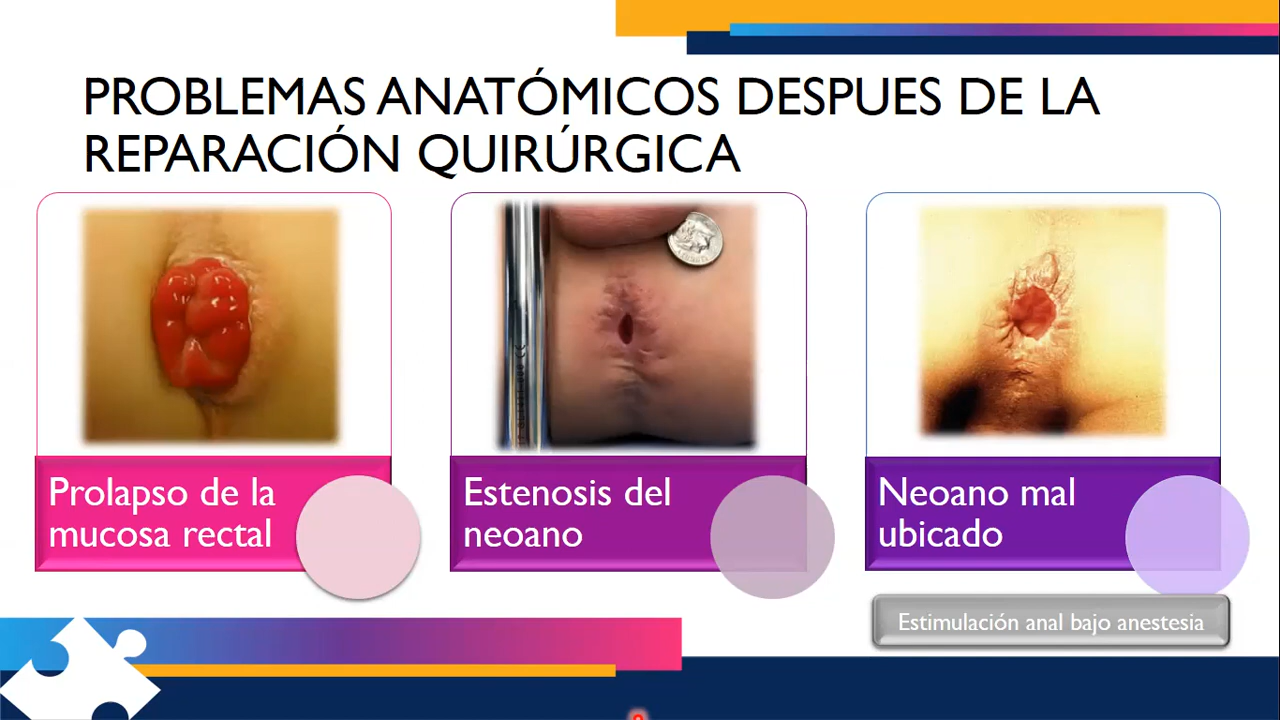 PROBLEMAS ANATÓMICOS DESPUES DE LA
REPARACIÓN QUIRÚRGICA
Prolapso de la
mucosa rectal
Estenosis del
neoano
Neoano mal
ubicado
Estimulación anal bajo anestesia